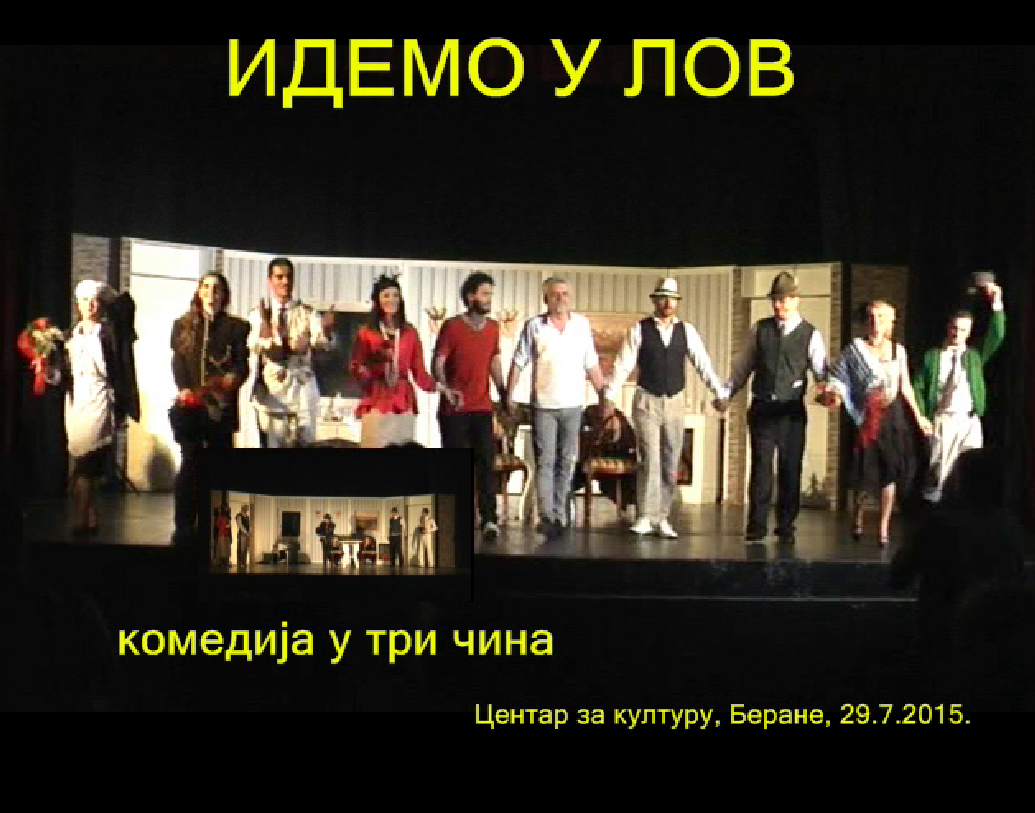 ИДЕМО У ЛОВ
комедија у три чина
Центар за културу, Беране, 29.7.2015.